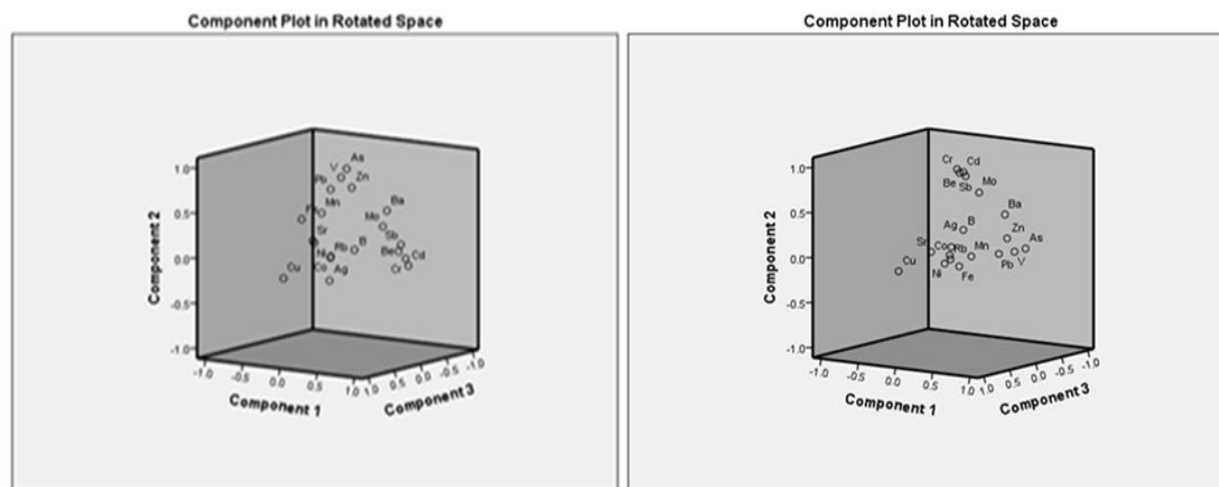 Component Plot in Rotated Space
As
V
Zn
Pb
Mn
Ba
Mo
Sr
Sb
Rb
B
Be
Cd
Ni
Cu
Co
Ag
Cr
1.0
0.5
0.0
-0.5
-1.0
Component 2
-1.0
-0.5
0.0
0.5
1.0
Component 1
1.0
0.5
0.0
-0.5
-1.0
Component 3
Component Plot in Rotated Space
Cr
Cd
Be
Sb
Mo
Ba
Ag
B
Zn
Sr
Co
Rb
Mn
As
Cu
Ni
Fe
Pb
V
1.0
0.5
0.0
-0.5
-1.0
Component 2
-1.0
-0.5
0.0
0.5
1.0
Component 1
1.0
0.5
0.0
-0.5
-1.0
Component 3